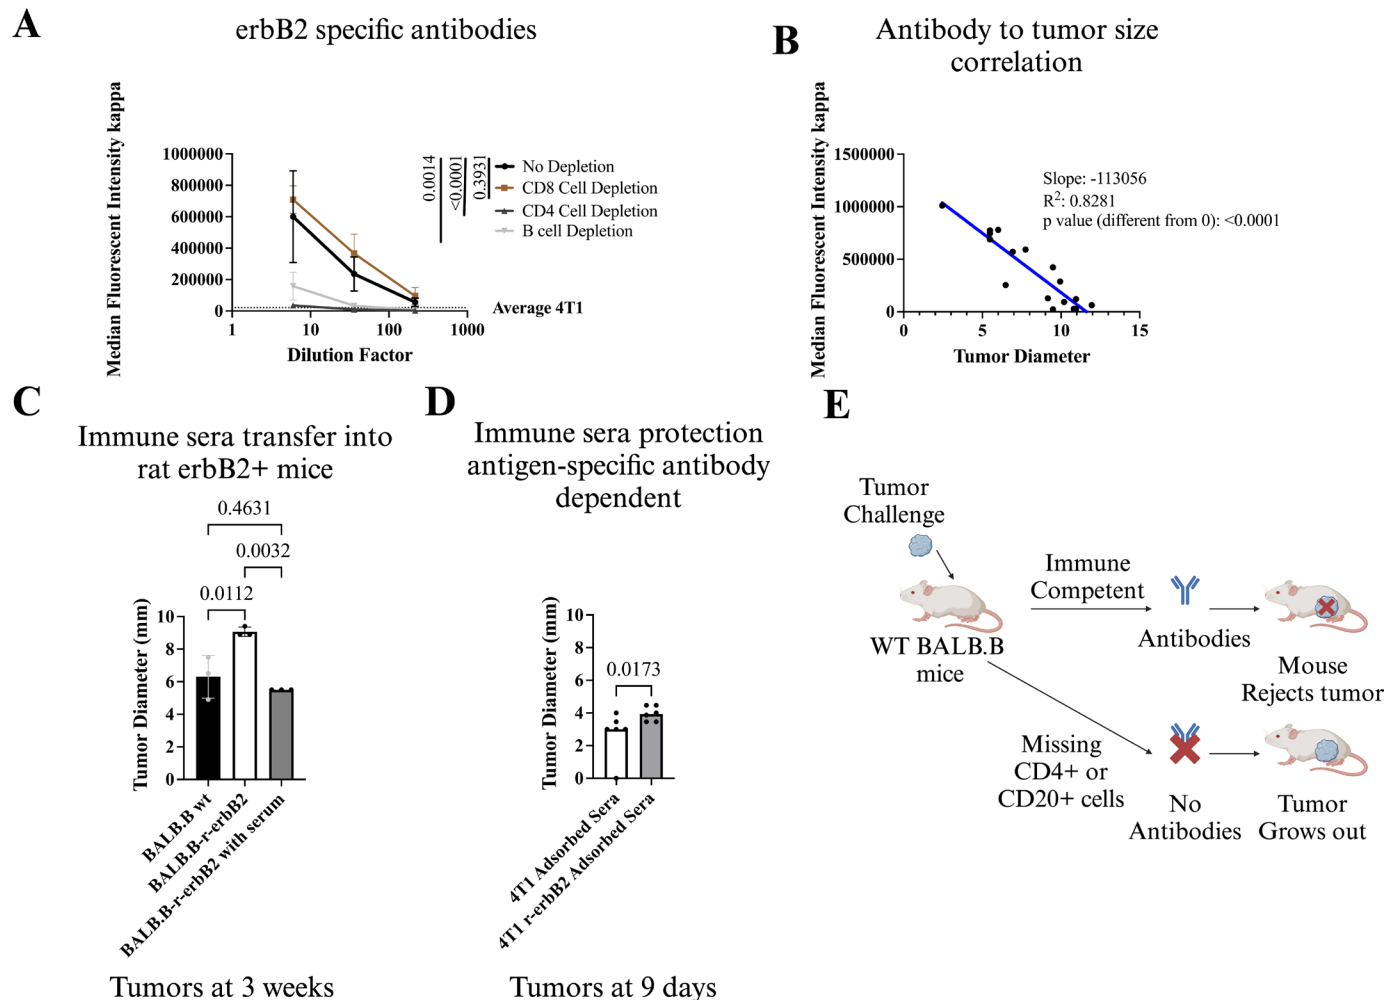 A
erbB2 specific antibodies
Median Fluorescent Intensity kappa
1000000
800000
600000
400000
200000
0
1
10
100
1000
Dilution Factor
0.0014
<0.0001
0.3931
No Depletion
CD8 Cell Depletion
CD4 Cell Depletion
B cell Depletion
Average 4T1
B
Antibody to tumor size
correlation
Median Fluorescent Intensity kappa
1500000
1000000
500000
0
0
5
10
15
Tumor Diameter
Slope: -113056
R²: 0.8281
p value (different from 0): <0.0001
C
Immune sera transfer into
rat erbB2+ mice
0.4631
0.0032
0.0112
Tumor Diameter (mm)
10
8
6
4
2
0
BALB.B wt
BALB.B-r-erbB2
BALB.B-r-erbB2 with serum
Tumors at 3 weeks
D
Immune sera protection
antigen-specific antibody
dependent
0.0173
Tumor Diameter (mm)
10
8
6
4
2
0
4T1 Adsorbed Sera
4T1 r-erbB2 Adsorbed Sera
Tumors at 9 days
E
Tumor
Challenge
WT BALB.B
mice
Immune
Competent
Antibodies
Mouse
Rejects tumor
Missing
CD4+ or
CD20+ cells
No
Antibodies
Tumor
Grows out